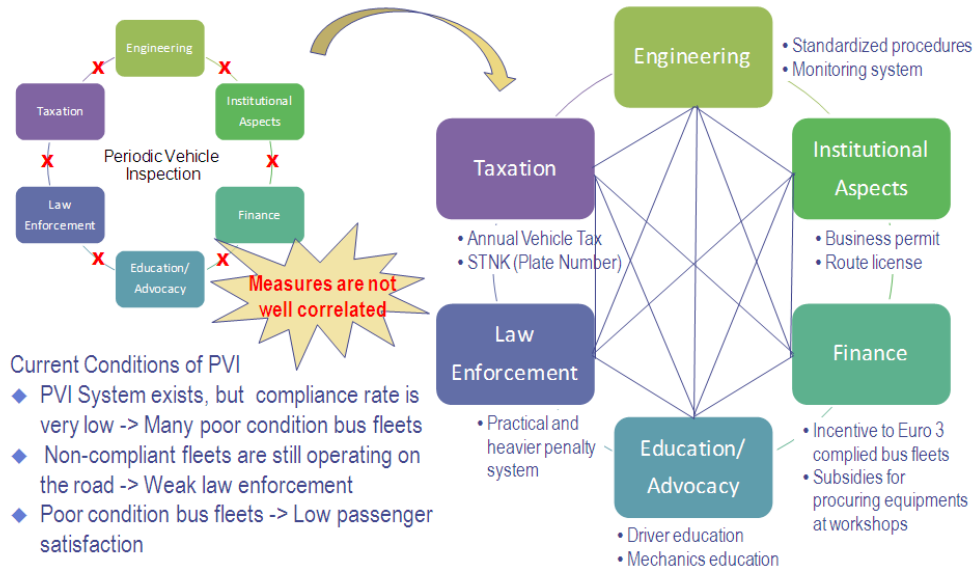 Engineering
X
X
Taxation
Institutional
Aspects
Periodic Vehicle
Inspection
X
X
Law
Enforcement
Finance
X
X
Education/
Advocacy
Measures are not
well correlated
Current Conditions of PVI
PVI System exists, but compliance rate is
very low -> Many poor condition bus fleets
Non-compliant fleets are still operating on
the road -> Weak law enforcement
Poor condition bus fleets -> Low passenger
satisfaction
Engineering
• Standardized procedures
• Monitoring system
Taxation
• Annual Vehicle Tax
• STNK (Plate Number)
Institutional
Aspects
• Business permit
• Route license
Law
Enforcement
• Practical and
heavier penalty
system
Finance
• Incentive to Euro 3
complied bus fleets
• Subsidies for
procuring equipments
at workshops
Education/
Advocacy
• Driver education
• Mechanics education